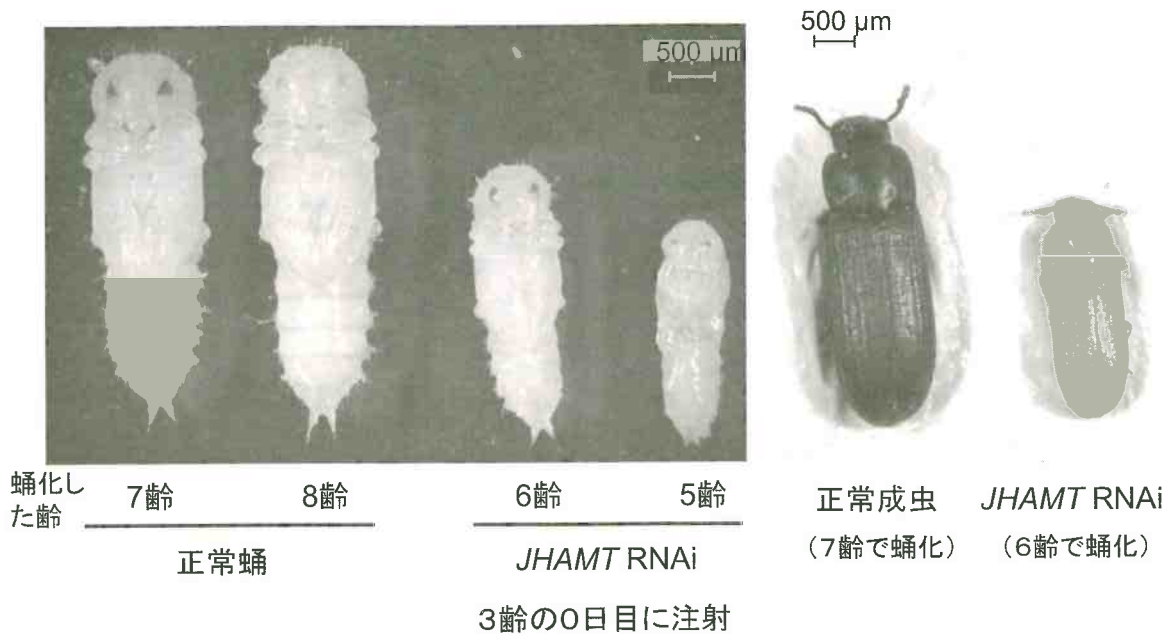 500 µm
500 µm
蛹化し
た齢
7齢
8齢
6齢
5齢
正常蛹
JHAMT RNAi
3齢の0日目に注射
正常成虫
(7齢で蛹化)
JHAMT RNAi
(6齢で蛹化)